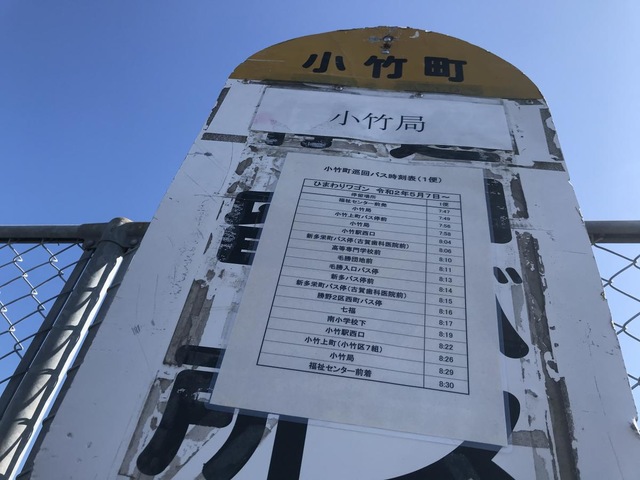 小竹町
小竹局
小竹町巡回バス時刻表(1便)
ひまわりワゴン 令和2年5月7日~
停留場所 1便
福祉センター前発 7:47
小竹局 7:48
小竹上町バス停前 7:56
小竹局 7:58
小竹駅西口 8:04
新多栄町バス停(古賀歯科医院前) 8:06
高等専門学校前 8:10
毛勝団地前 8:11
毛勝入口バス停 8:13
新多バス停前 8:14
新多栄町バス停(古賀歯科医院前) 8:15
勝野2区西町バス停 8:16
七福 8:17
南小学校下 8:19
小竹駅西口 8:22
小竹上町(小竹区7組) 8:26
小竹局 8:29
福祉センター前着 8:30